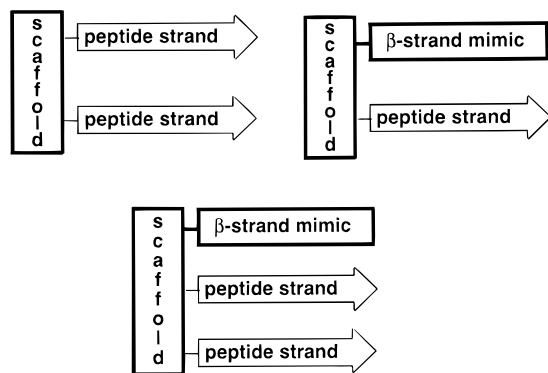 scaffold
peptide strand
peptide strand
scaffold
β-strand mimic
peptide strand
scaffold
β-strand mimic
peptide strand
peptide strand